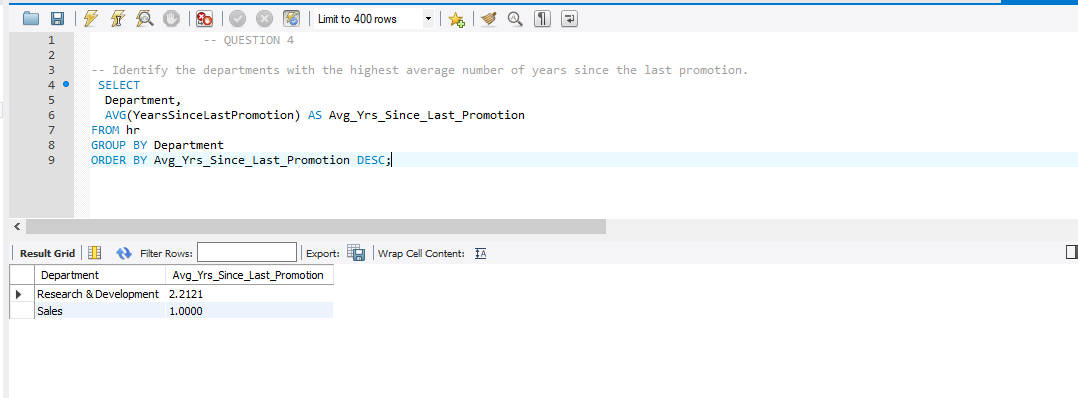 Limit to 400 rows
1 -- QUESTION 4
2
3 -- Identify the departments with the highest average number of years since the last promotion.
4 SELECT
5 Department,
6 AVG(YearsSinceLastPromotion) AS Avg_Yrs_Since_Last_Promotion
7 FROM hr
8 GROUP BY Department
9 ORDER BY Avg_Yrs_Since_Last_Promotion DESC;
Result Grid Filter Rows: Export: Wrap Cell Content: IA
Department Avg_Yrs_Since_Last_Promotion
Research & Development 2.2121
Sales 1.0000